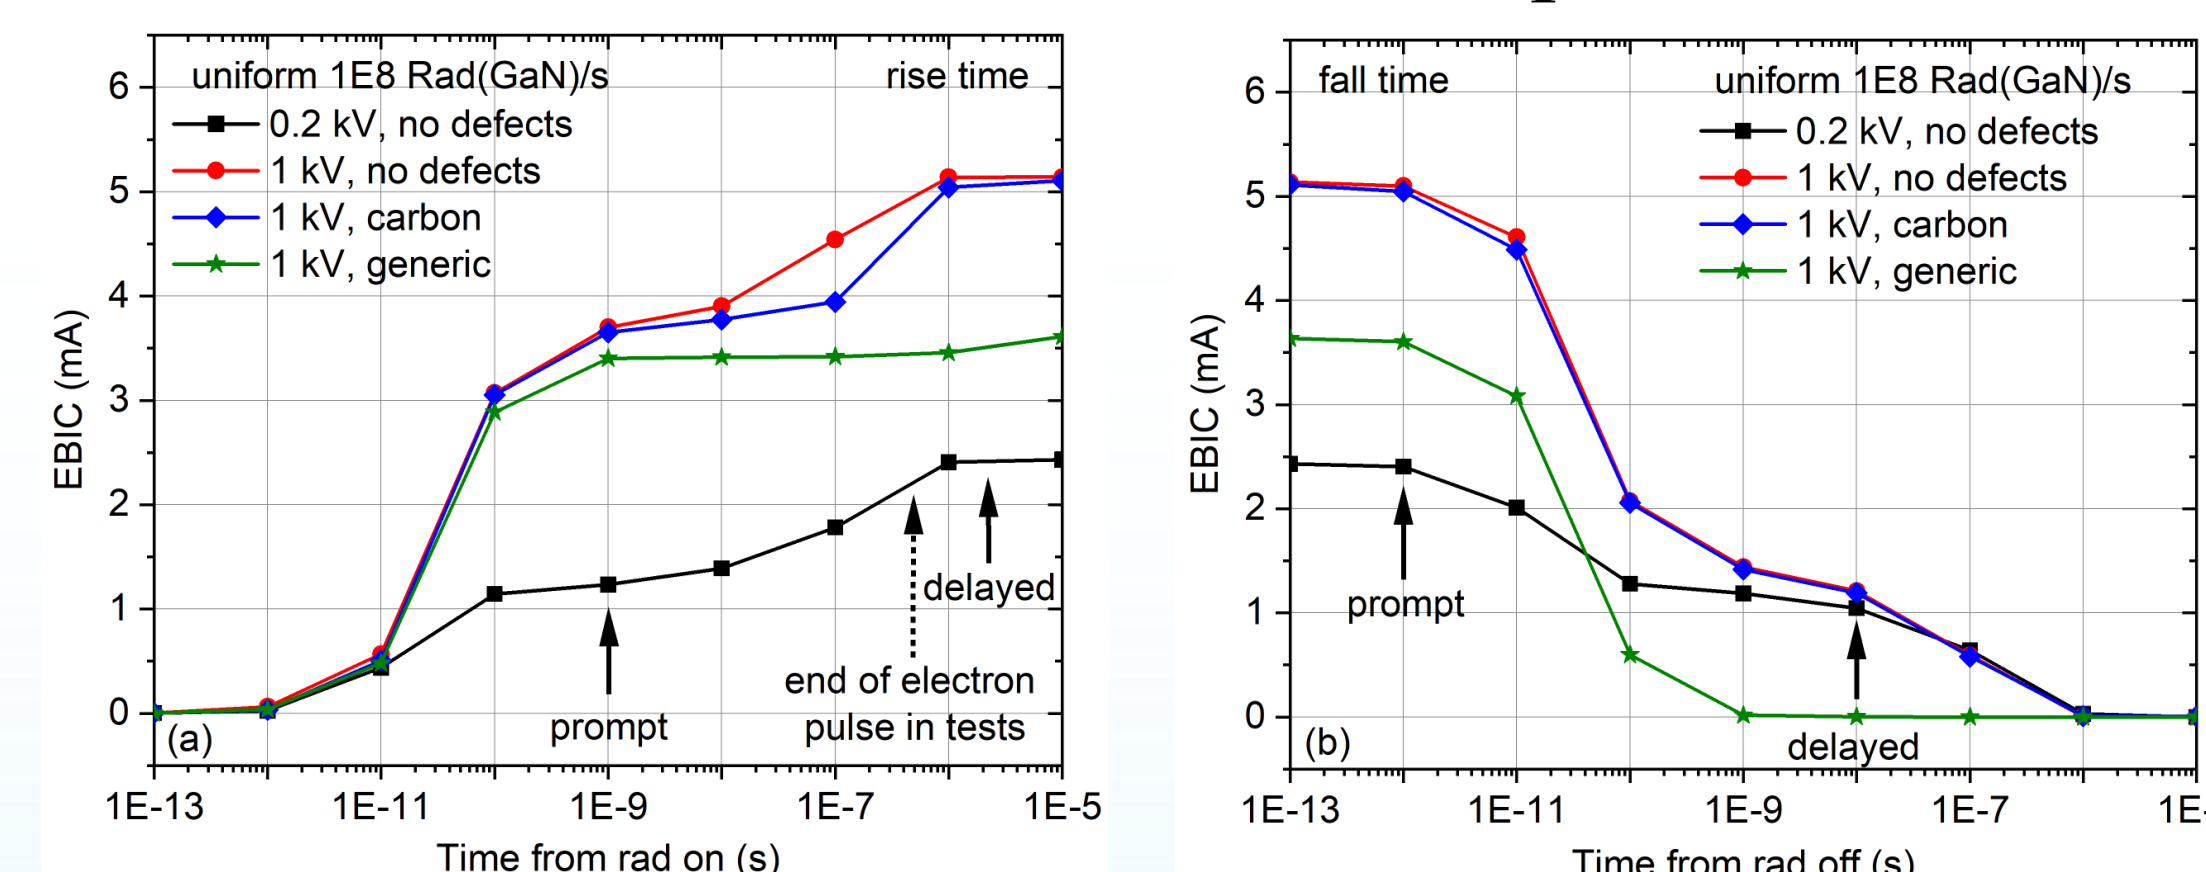 uniform 1E8 Rad(GaN)/s
rise time
0.2 kV, no defects
1 kV, no defects
1 kV, carbon
1 kV, generic
6
5
4
3
2
1
0
EBIC (mA)
delayed
end of electron
pulse in tests
prompt
(a)
1E-13
1E-11
1E-9
1E-7
1E-5
Time from rad on (s)
fall time
uniform 1E8 Rad(GaN)/s
0.2 kV, no defects
1 kV, no defects
1 kV, carbon
1 kV, generic
6
5
4
3
2
1
0
EBIC (mA)
prompt
delayed
(b)
1E-13
1E-11
1E-9
1E-7
Time from rad off (s)